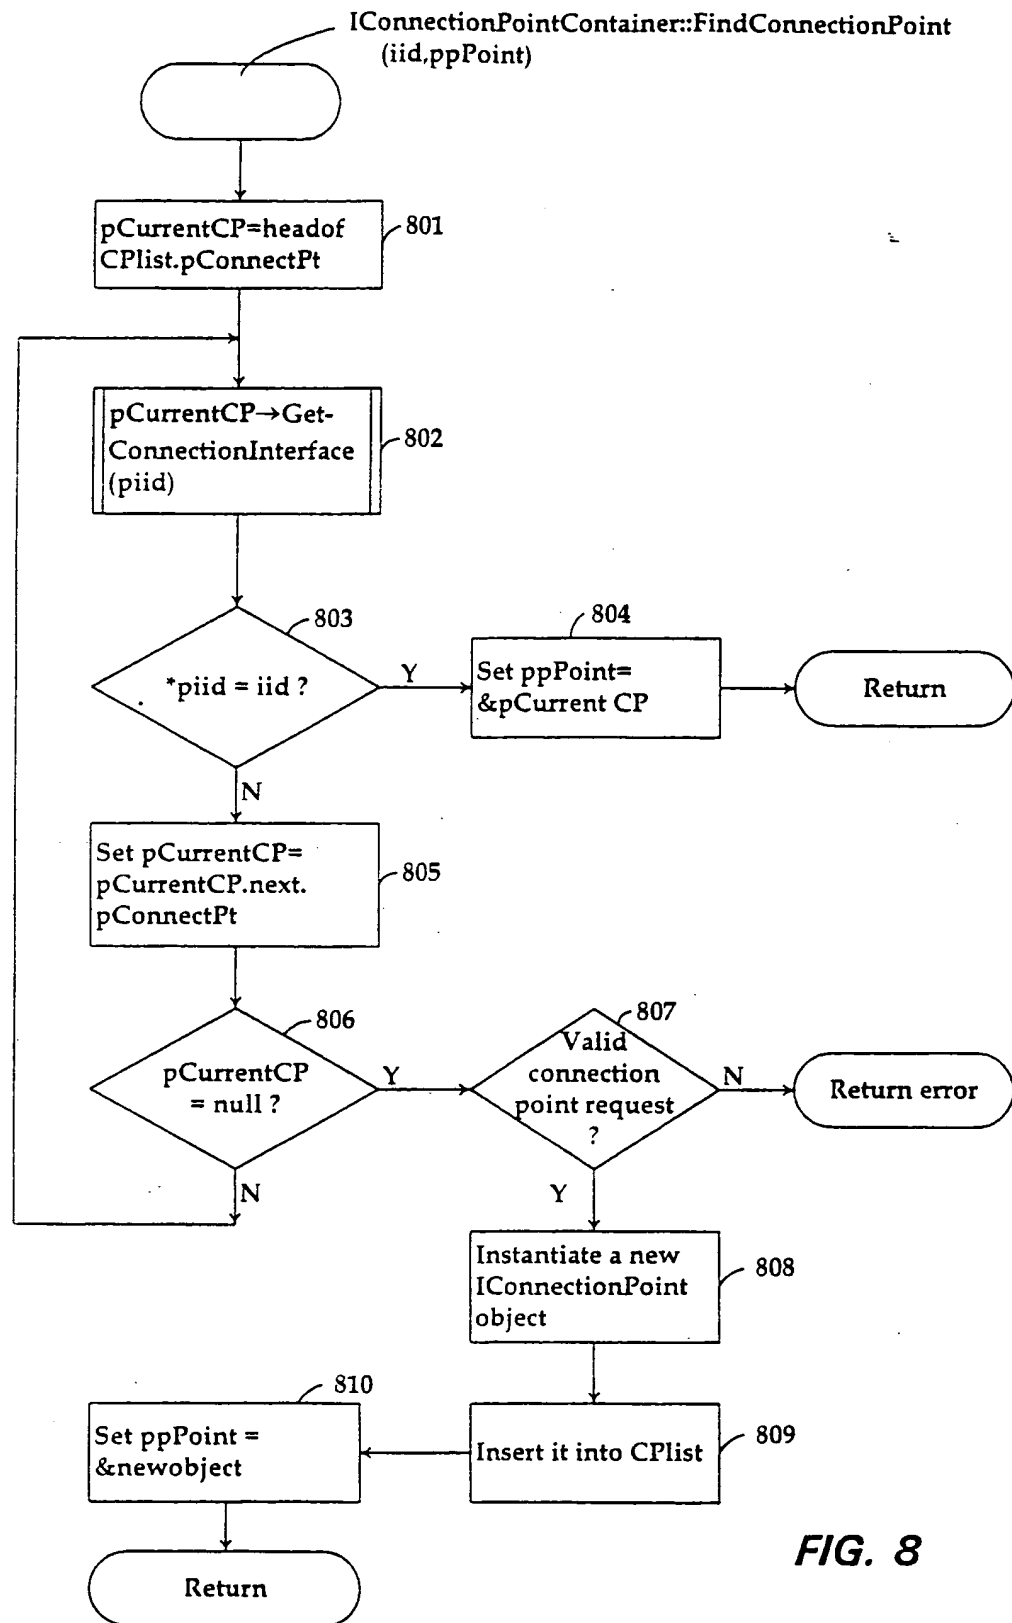 IConnectionPointContainer::FindConnectionPoint
(iid,ppPoint)
pCurrentCP=headof
CPlist.pConnectPt
801
pCurrentCP→Get-
ConnectionInterface
(piid)
802
803
*piid = iid ?
Y
804
Set ppPoint=
&pCurrent CP
Return
N
Set pCurrentCP=
pCurrentCP.next.
pConnectPt
805
806
pCurrentCP
= null ?
Y
807
Valid
connection
point request
?
N
Return error
N
Y
Instantiate a new
IConnectionPoint
object
808
810
Set ppPoint =
&newobject
Insert it into CPlist
809
Return
FIG. 8